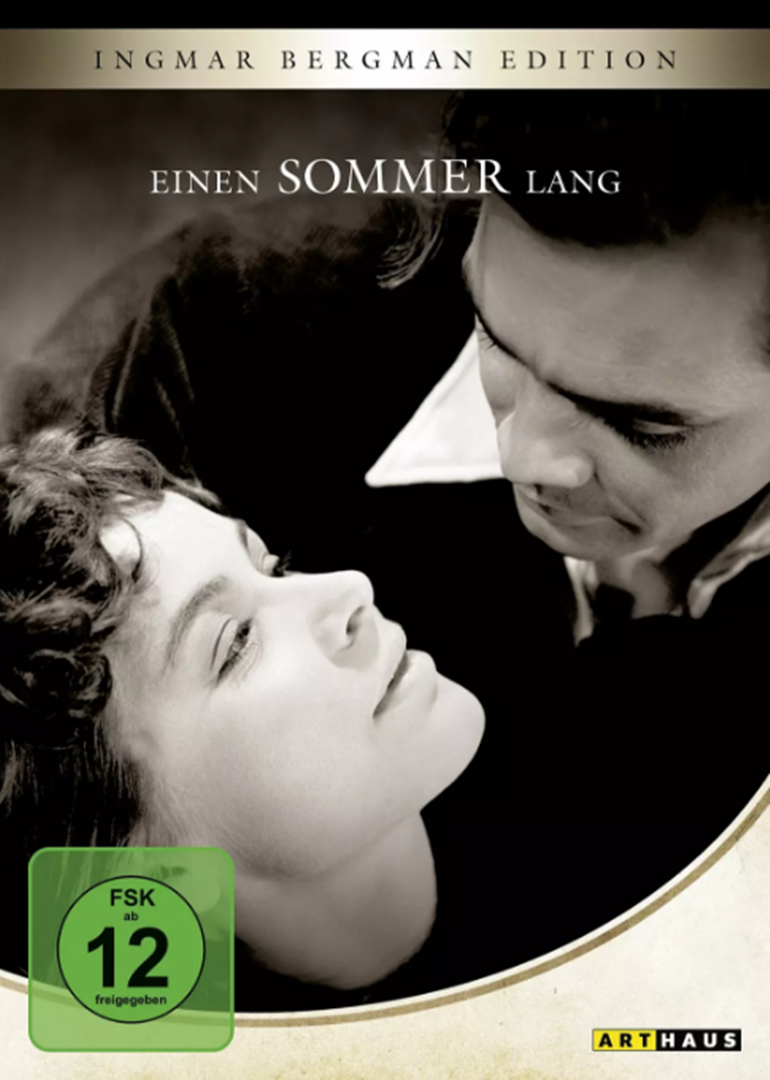 INGMAR BERGMAN EDITION
EINEN SOMMER LANG
FSK
ab
12
freigegeben
ARTHAUS